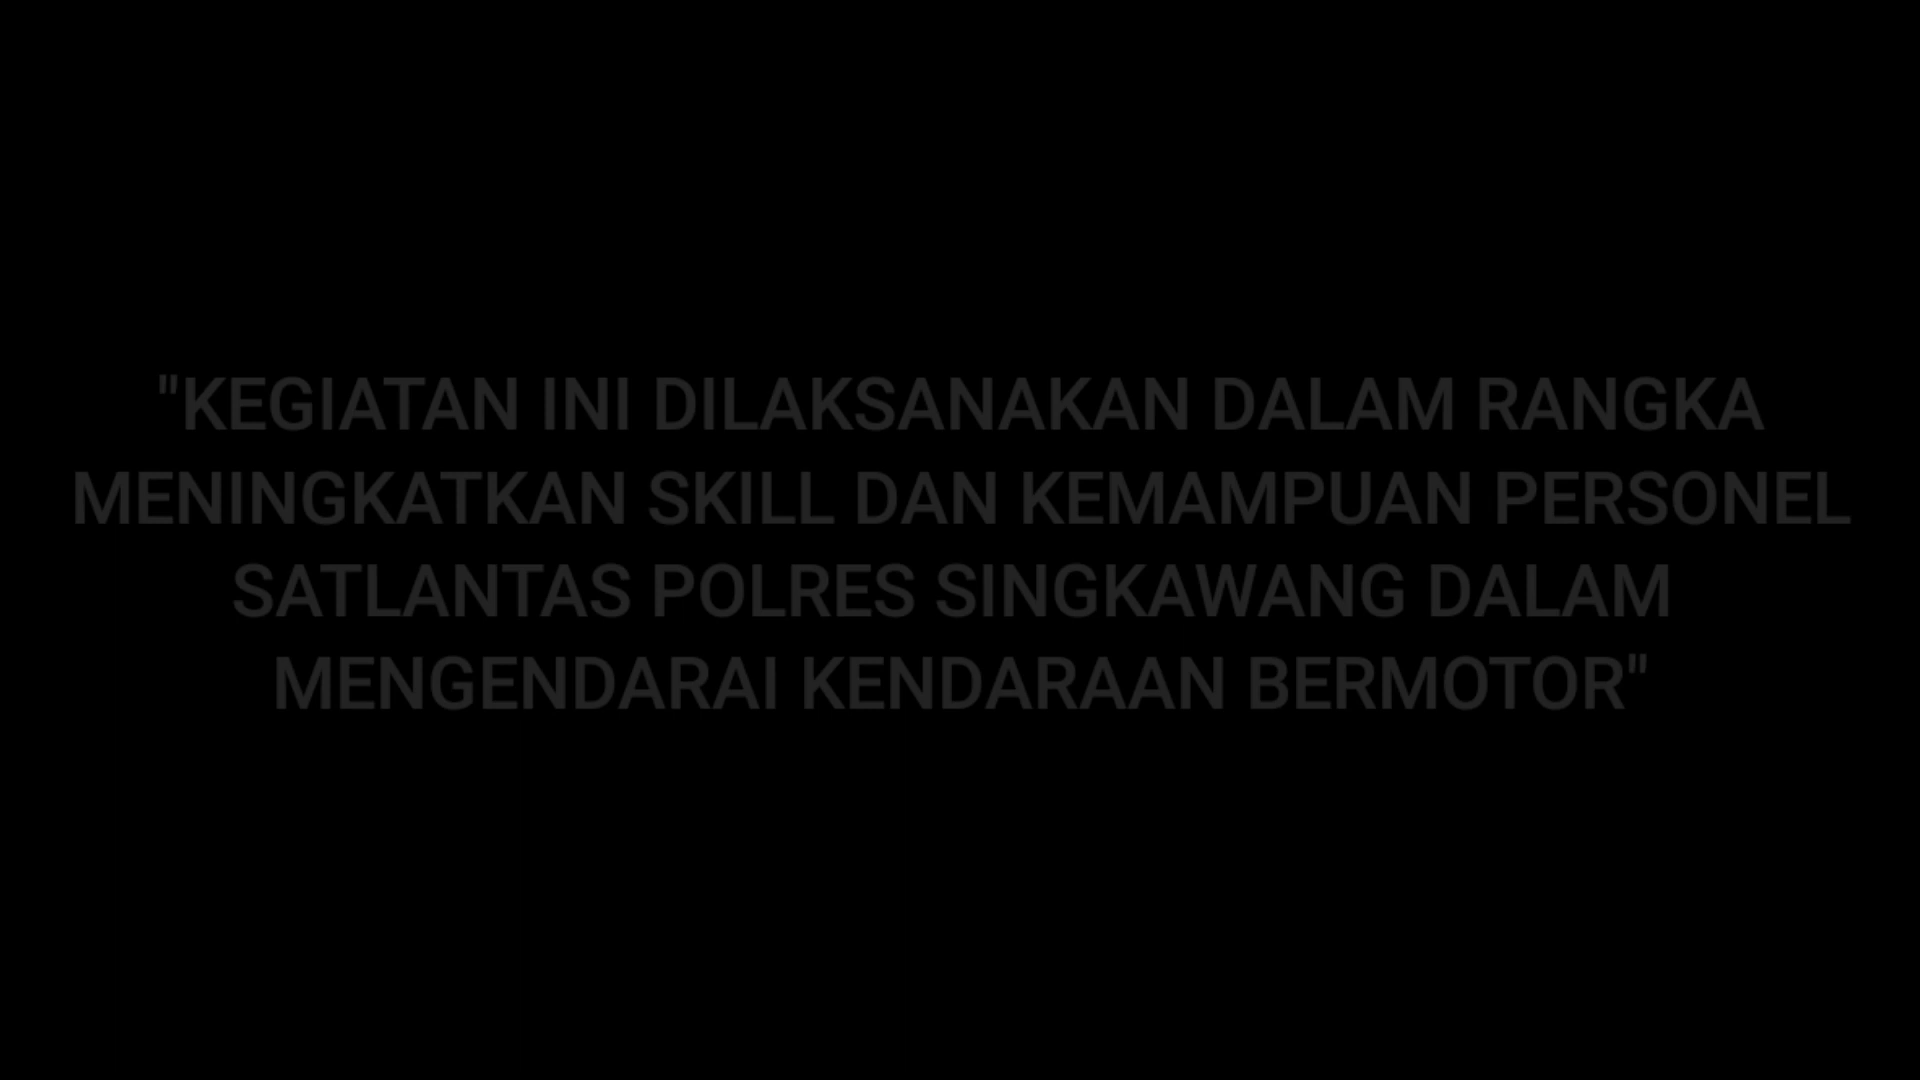 "KEGIATAN INI DILAKSANAKAN DALAM RANGKA
MENINGKATKAN SKILL DAN KEMAMPUAN PERSONEL
SATLANTAS POLRES SINGKAWANG DALAM
MENGENDARAI KENDARAAN BERMOTOR"